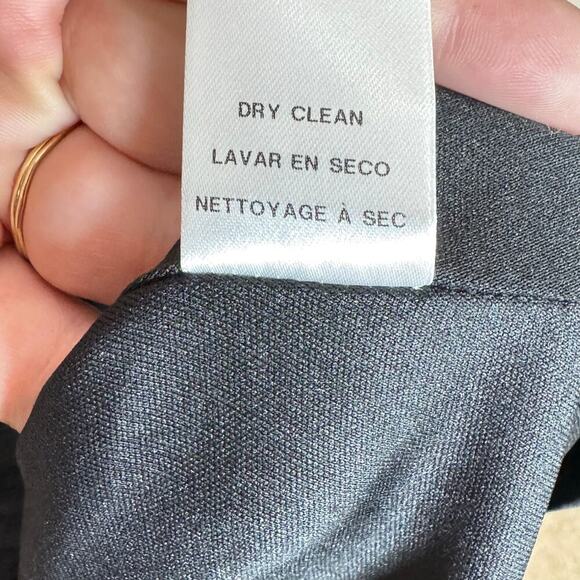 DRY CLEAN
LAVAR EN SECO
NETTOYAGE À SEC